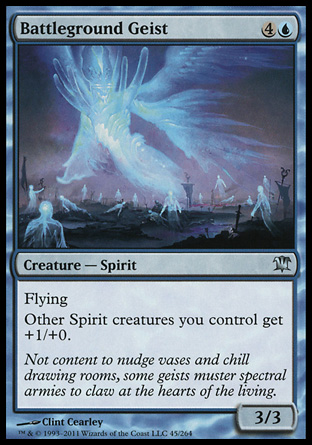 Battleground Geist 4
Creature — Spirit
Flying
Other Spirit creatures you control get
+1/+0.
Not content to nudge vases and chill
drawing rooms, some geists muster spectral
armies to claw at the hearts of the living.
Clint Cearley
™ & © 1993–2011 Wizards of the Coast LLC 45/264
3/3